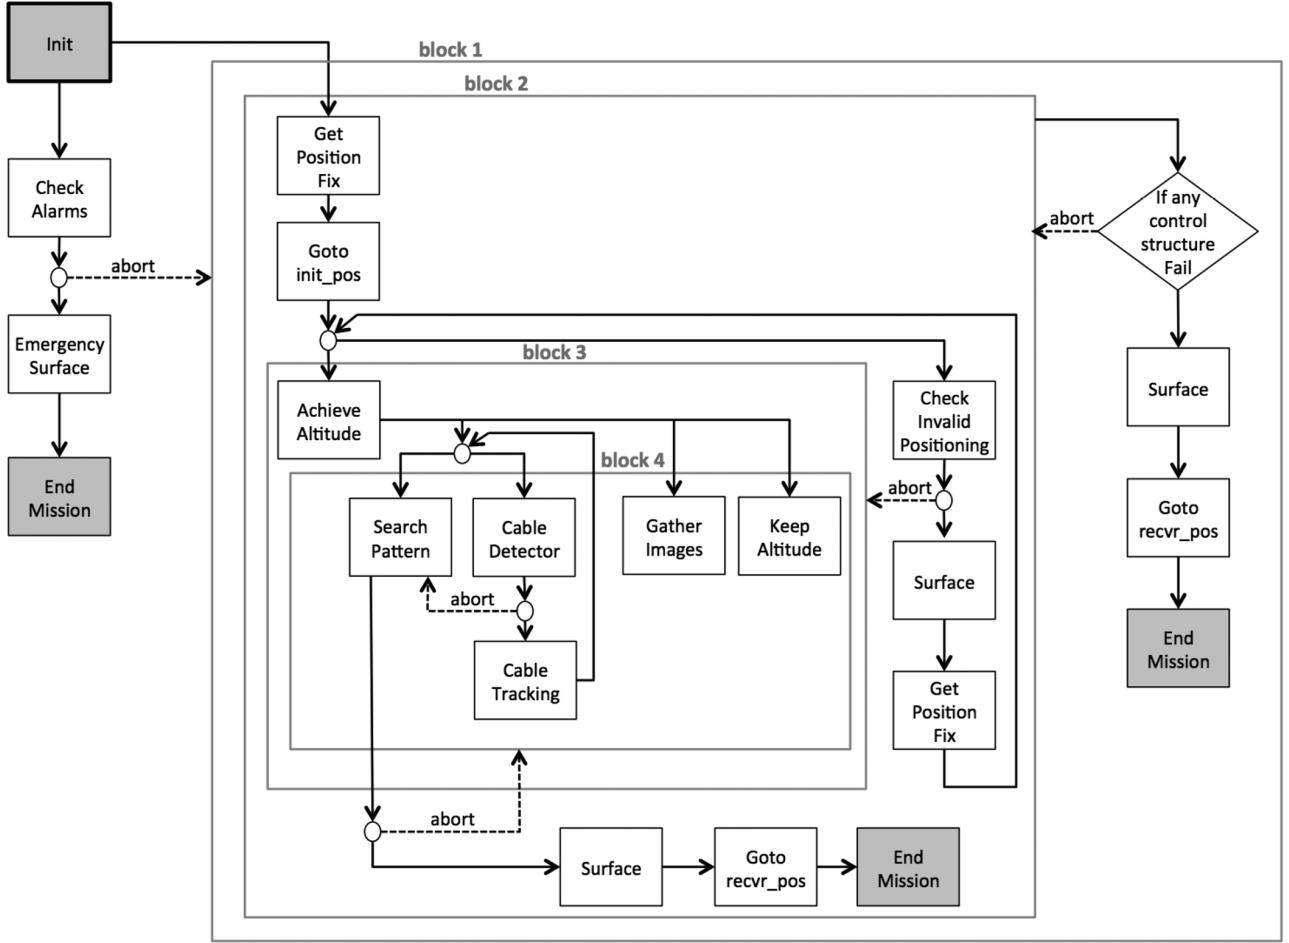 Init
block 1
block 2
Get
Position
Fix
Check
Alarms
If any
control
structure
Fail
abort
abort
Goto
init_pos
Emergency
Surface
block 3
Achieve
Altitude
Check
Invalid
Positioning
Surface
block 4
abort
End
Mission
Search
Pattern
Cable
Detector
Gather
Images
Keep
Altitude
Goto
recvr_pos
abort
Surface
Cable
Tracking
Get
Position
Fix
End
Mission
abort
Surface
Goto
recvr_pos
End
Mission